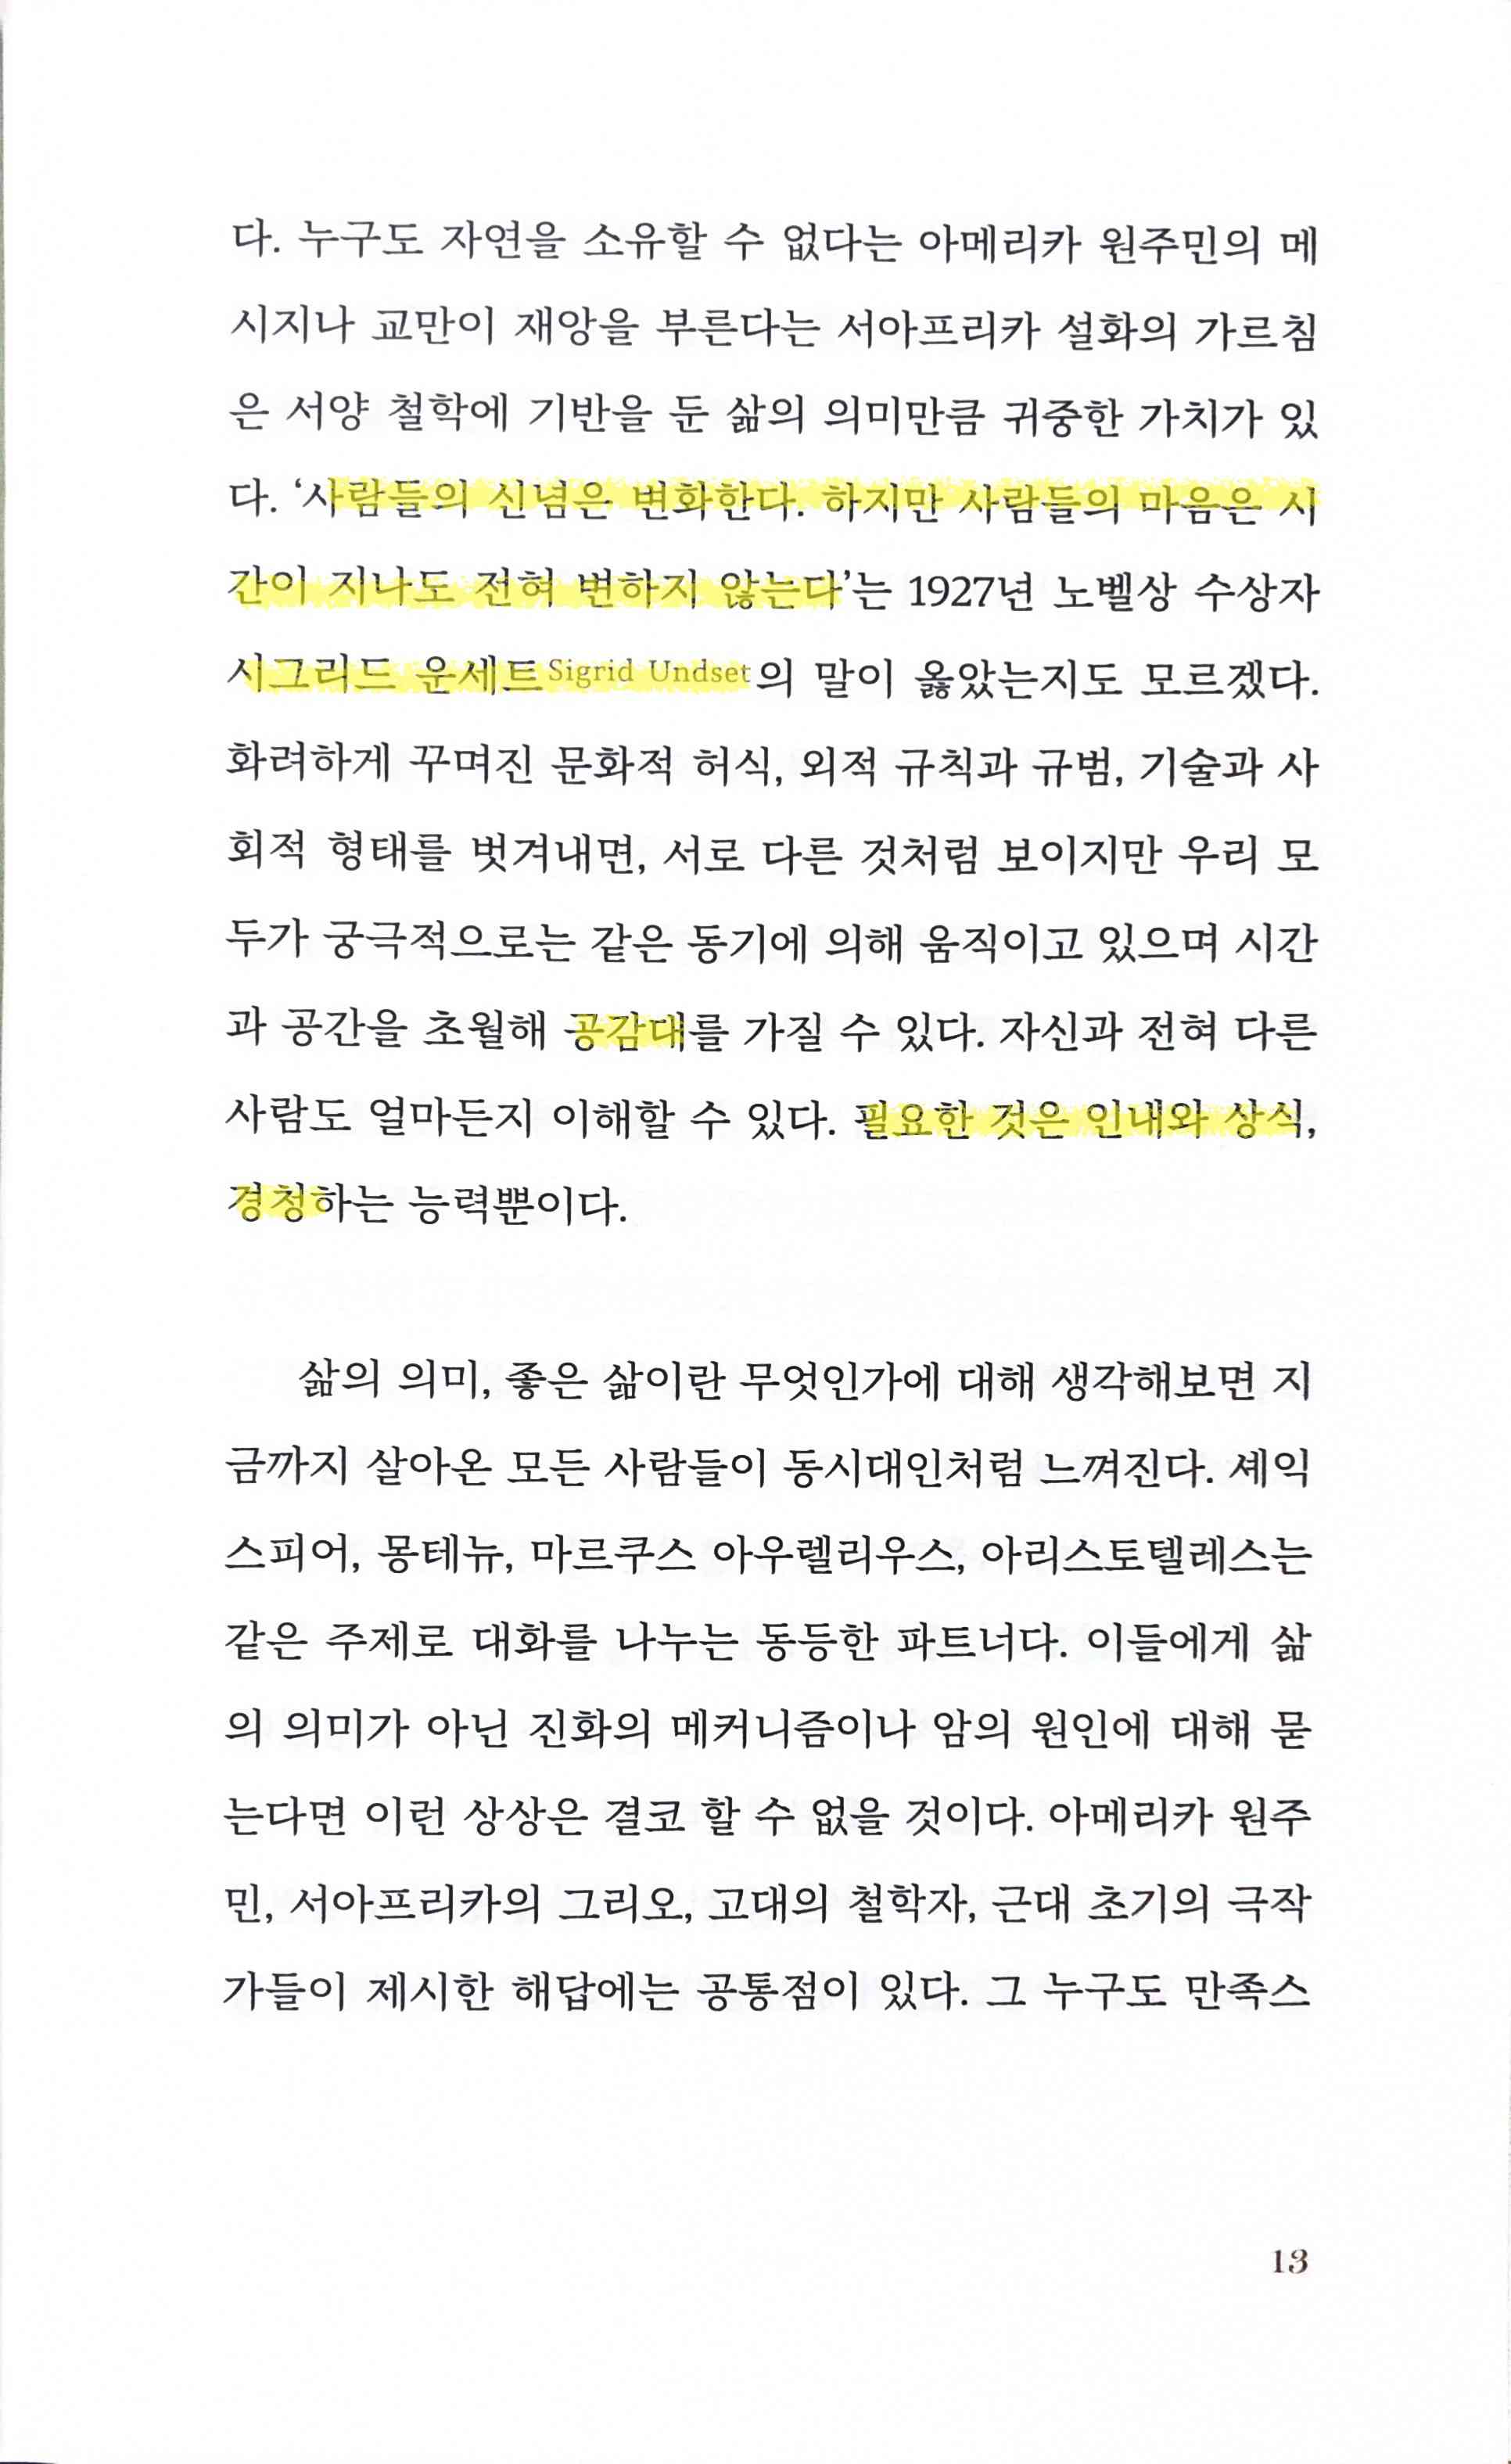 다. 누구도 자연을 소유할 수 없다는 아메리카 원주민의 메
시지나 교만이 재앙을 부른다는 서아프리카 설화의 가르침
은 서양 철학에 기반을 둔 삶의 의미만큼 귀중한 가치가 있
다. ‘사람들의 신념은 변화한다. 하지만 사람들의 마음은 시
간이 지나도 전혀 변하지 않는다’는 1927년 노벨상 수상자
시그리드 운세트Sigrid Undset의 말이 옳았는지도 모르겠다.
화려하게 꾸며진 문화적 허식, 외적 규칙과 규범, 기술과 사
회적 형태를 벗겨내면, 서로 다른 것처럼 보이지만 우리 모
두가 궁극적으로는 같은 동기에 의해 움직이고 있으며 시간
과 공간을 초월해 공감대를 가질 수 있다. 자신과 전혀 다른
사람도 얼마든지 이해할 수 있다. 필요한 것은 인내와 상식,
경청하는 능력뿐이다.
삶의 의미, 좋은 삶이란 무엇인가에 대해 생각해보면 지
금까지 살아온 모든 사람들이 동시대인처럼 느껴진다. 셰익
스피어, 몽테뉴, 마르쿠스 아우렐리우스, 아리스토텔레스는
같은 주제로 대화를 나누는 동등한 파트너다. 이들에게 삶
의 의미가 아닌 진화의 메커니즘이나 암의 원인에 대해 묻
는다면 이런 상상은 결코 할 수 없을 것이다. 아메리카 원주
민, 서아프리카의 그리오, 고대의 철학자, 근대 초기의 극작
가들이 제시한 해답에는 공통점이 있다. 그 누구도 만족스
13